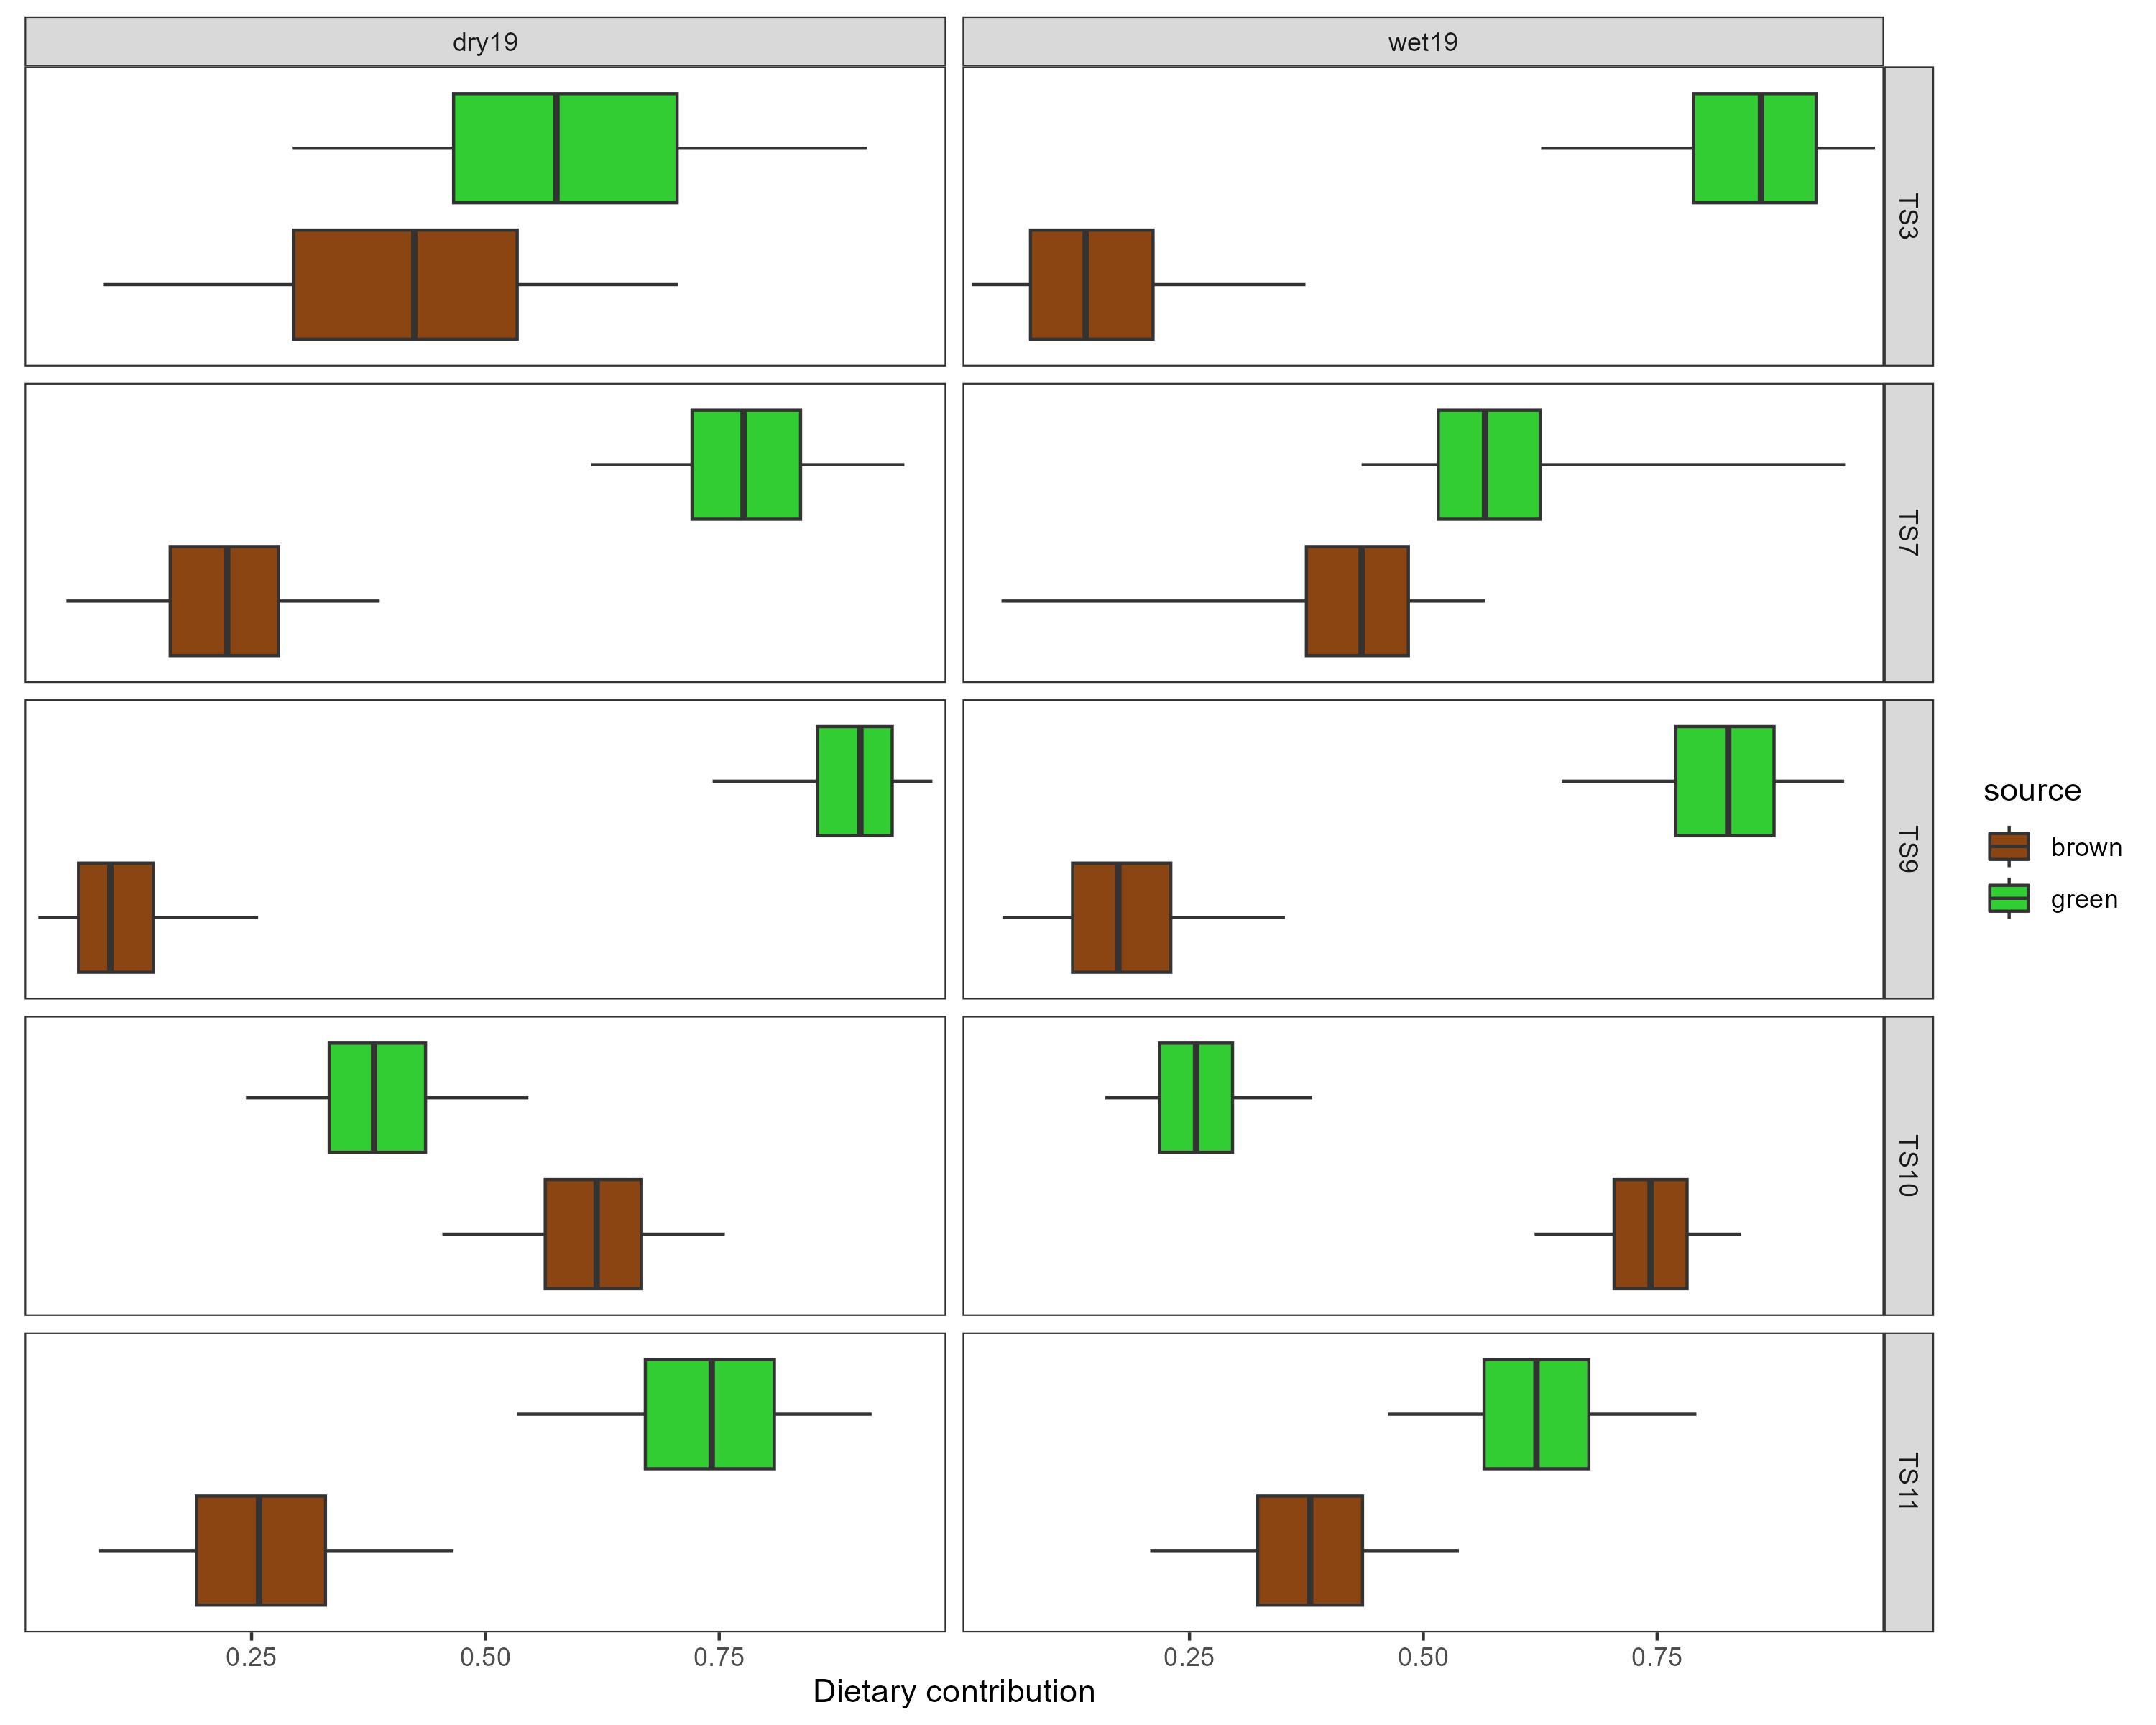 dry19
wet19
TS3
TS7
TS9
TS10
TS11
source
brown
green
0.25 0.50 0.75
0.25 0.50 0.75
Dietary contribution